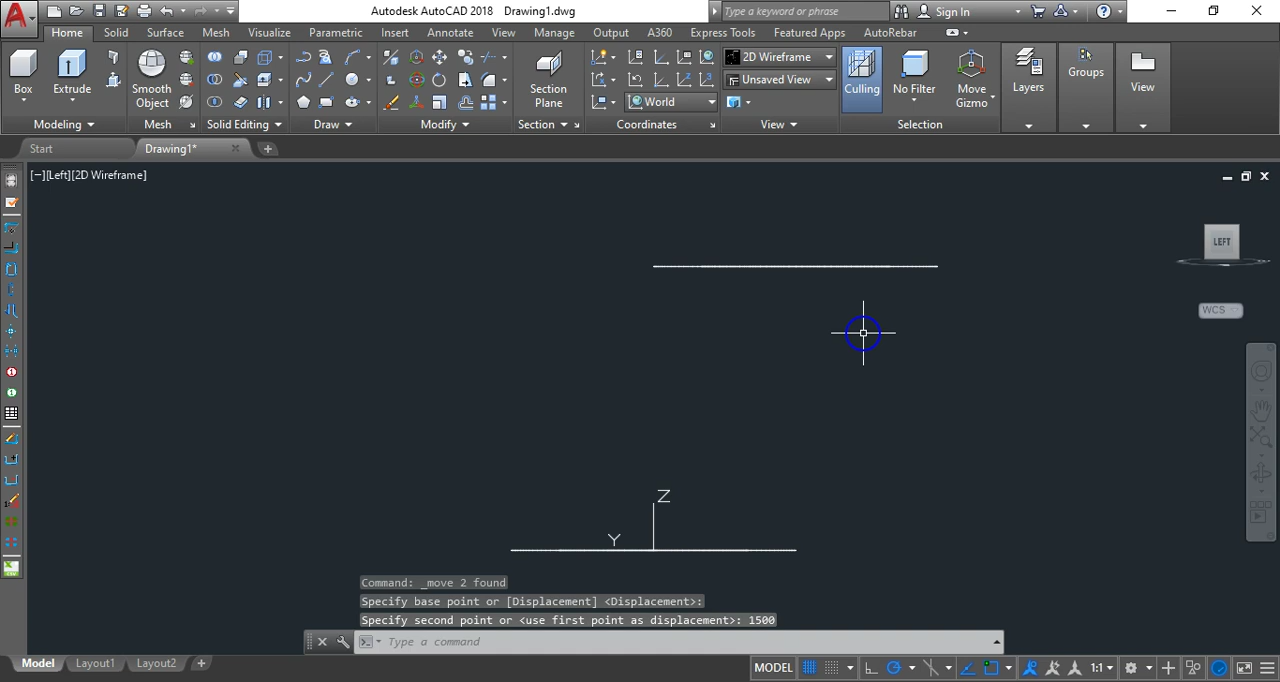 Autodesk AutoCAD 2018 Drawing1.dwg
Type a keyword or phrase
Sign In
Home Solid Surface Mesh Visualize Parametric Insert Annotate View Manage Output A360 Express Tools Featured Apps AutoRebar
Box
Extrude
Smooth
Object
Section
Plane
World
2D Wireframe
Unsaved View
Culling
No Filter
Move
Gizmo
Layers
Groups
View
Modeling Mesh Solid Editing Draw Modify Section Coordinates View Selection
Start Drawing1*
[−][Left][2D Wireframe]
LEFT
WCS
Z
Y
Command: _move 2 found
Specify base point or [Displacement] <Displacement>:
Specify second point or <use first point as displacement>: 1500
Type a command
Model Layout1 Layout2
MODEL
1:1